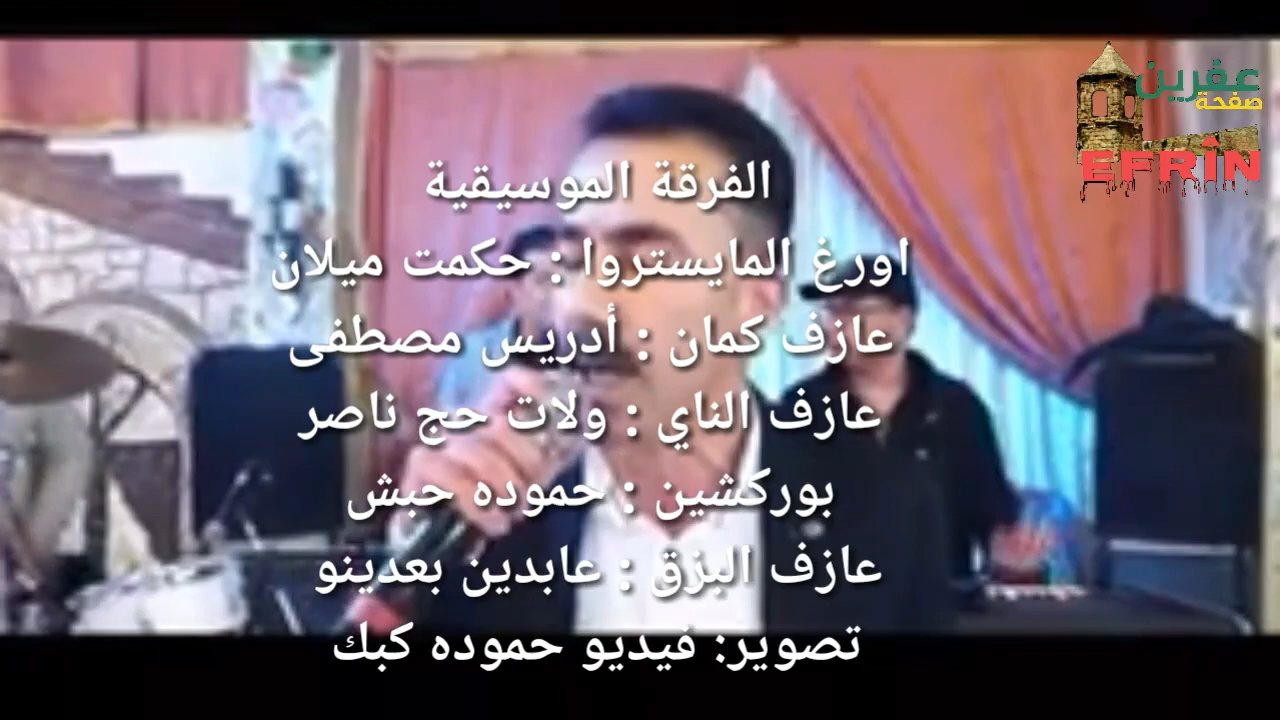 عفرين
صفحة
EFRÎN
الفرقة الموسيقية
اورغ المايستروا : حكمت ميلان
عازف كمان : أدريس مصطفى
عازف الناي : ولات حج ناصر
بوركشين : حموده حبش
عازف البزق : عابدين بعدينو
تصوير: فيديو حموده كبك